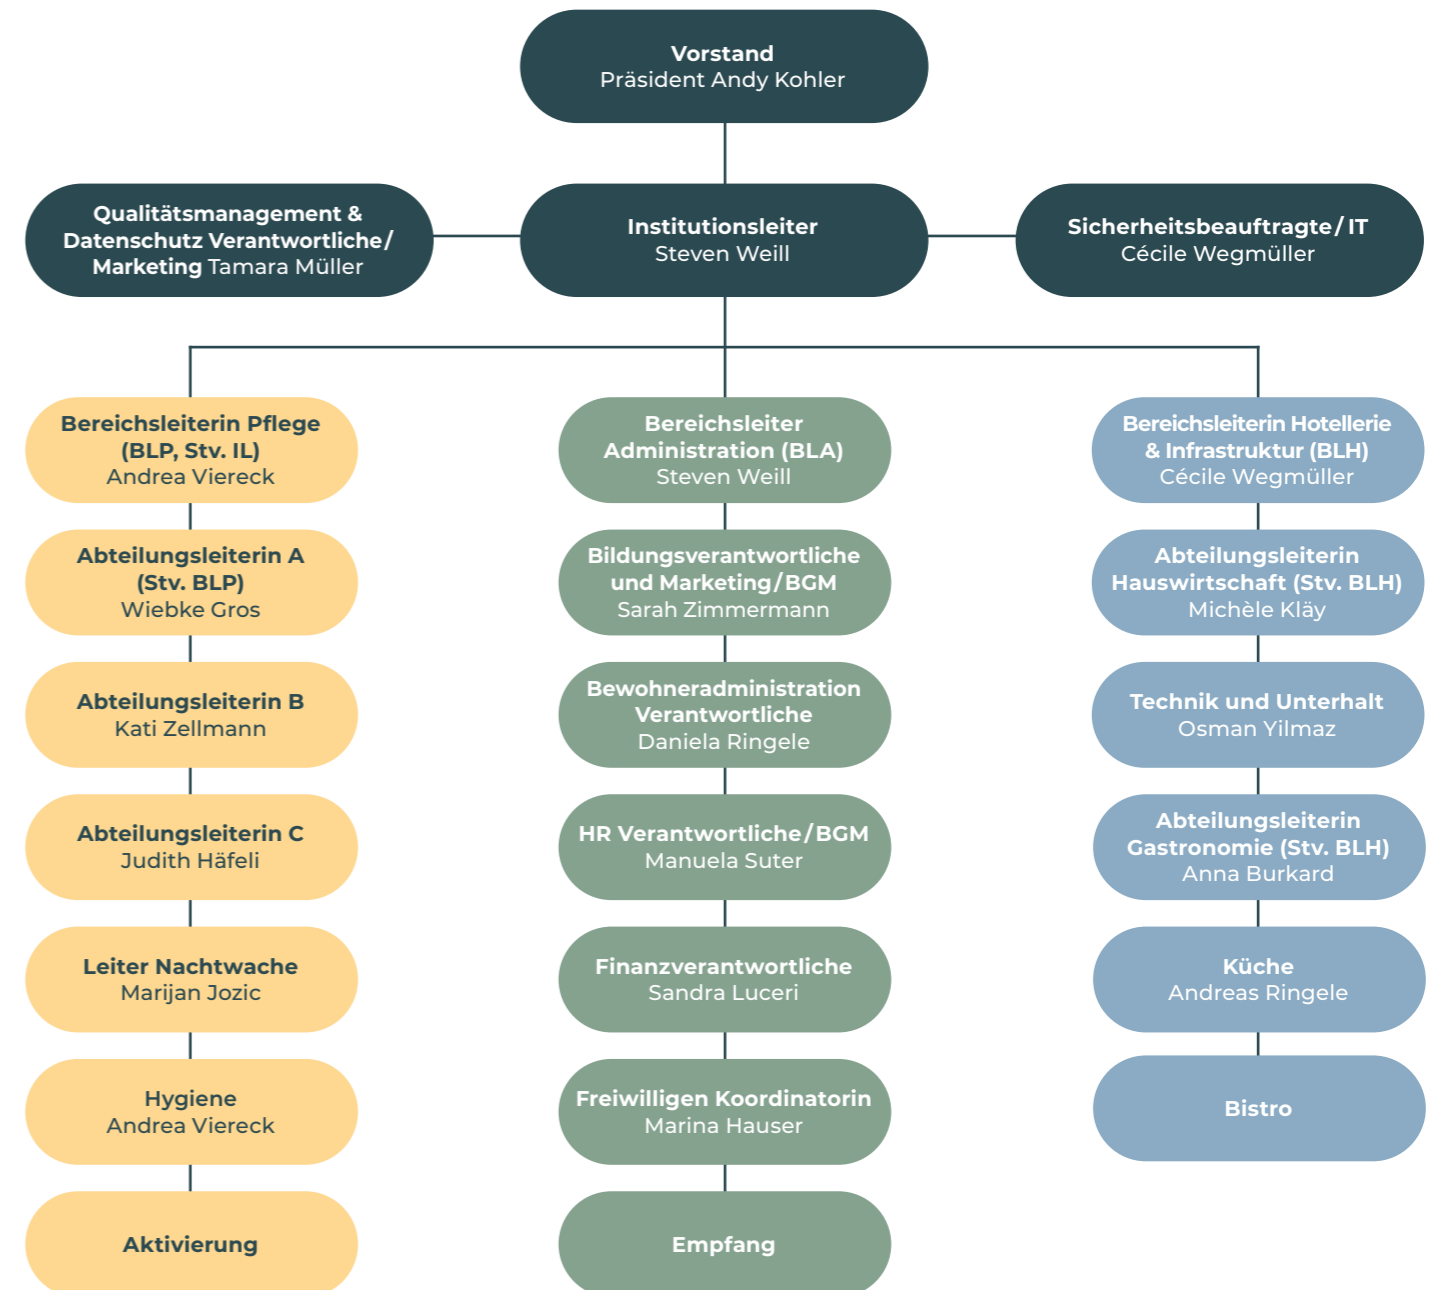 Vorstand
Präsident Andy Kohler
Qualitätsmanagement &
Datenschutz Verantwortliche/
Marketing Tamara Müller
Institutionsleiter
Steven Weill
Sicherheitsbeauftragte/IT
Cécile Wegmüller
Bereichsleiterin Pflege
(BLP, Stv. IL)
Andrea Viereck
Abteilungsleiterin A
(Stv. BLP)
Wiebke Gros
Abteilungsleiterin B
Kati Zellmann
Abteilungsleiterin C
Judith Häfeli
Leiter Nachtwache
Marijan Jozic
Hygiene
Andrea Viereck
Aktivierung
Bereichsleiter
Administration (BLA)
Steven Weill
Bildungsverantwortliche
und Marketing/BGM
Sarah Zimmermann
Bewohneradministration
Verantwortliche
Daniela Ringele
HR Verantwortliche/BGM
Manuela Suter
Finanzverantwortliche
Sandra Luceri
Freiwilligen Koordinatorin
Marina Hauser
Empfang
Bereichsleiterin Hotellerie
& Infrastruktur (BLH)
Cécile Wegmüller
Abteilungsleiterin
Hauswirtschaft (Stv. BLH)
Michèle Kläy
Technik und Unterhalt
Osman Yilmaz
Abteilungsleiterin
Gastronomie (Stv. BLH)
Anna Burkard
Küche
Andreas Ringele
Bistro